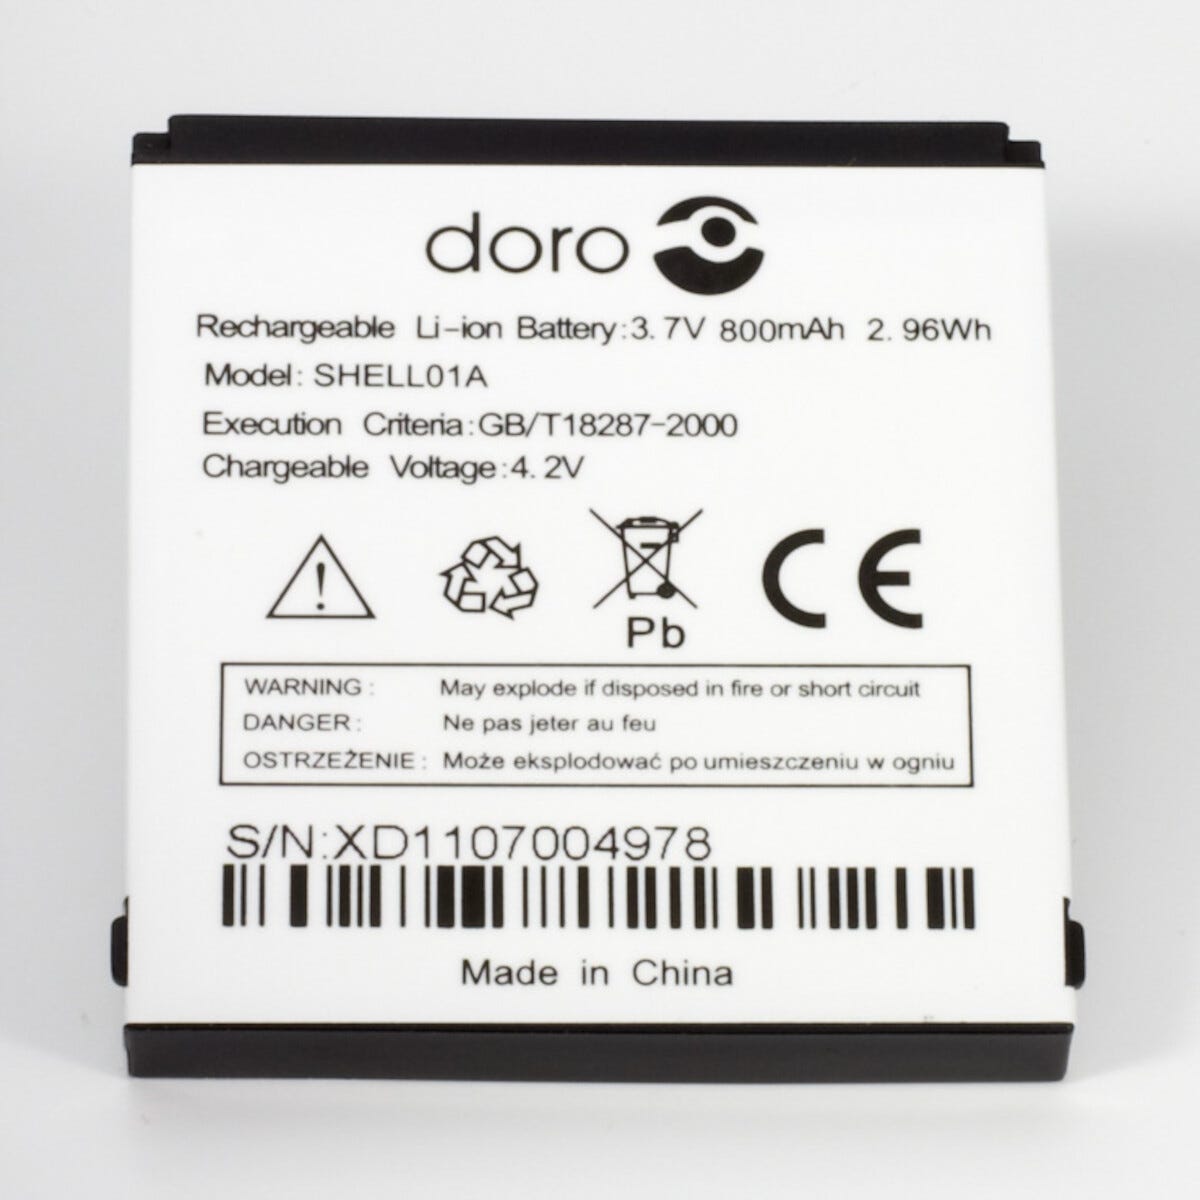 doro
Rechargeable Li-ion Battery:3.7V 800mAh 2.96Wh
Model: SHELL01A
Execution Criteria:GB/T18287-2000
Chargeable Voltage:4.2V
Pb
CE
WARNING: May explode if disposed in fire or short circuit
DANGER: Ne pas jeter au feu
OSTRZEŻENIE: Może eksplodować po umieszczeniu w ogniu
S/N:XD1107004978
Made in China